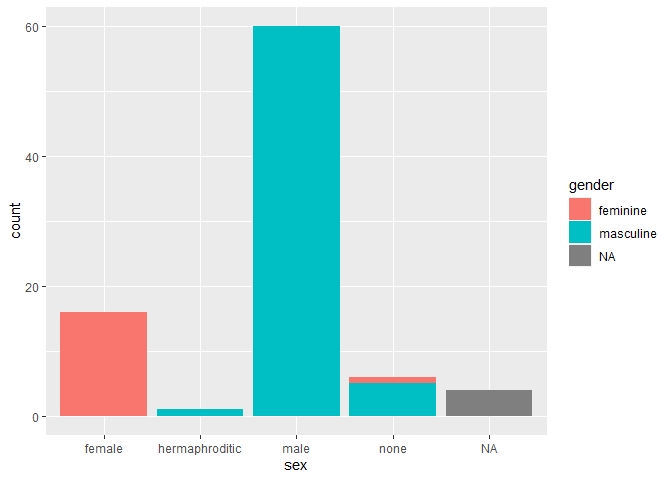 60
40
20
0
count
female hermaphroditic male none NA
sex
gender
feminine
masculine
NA